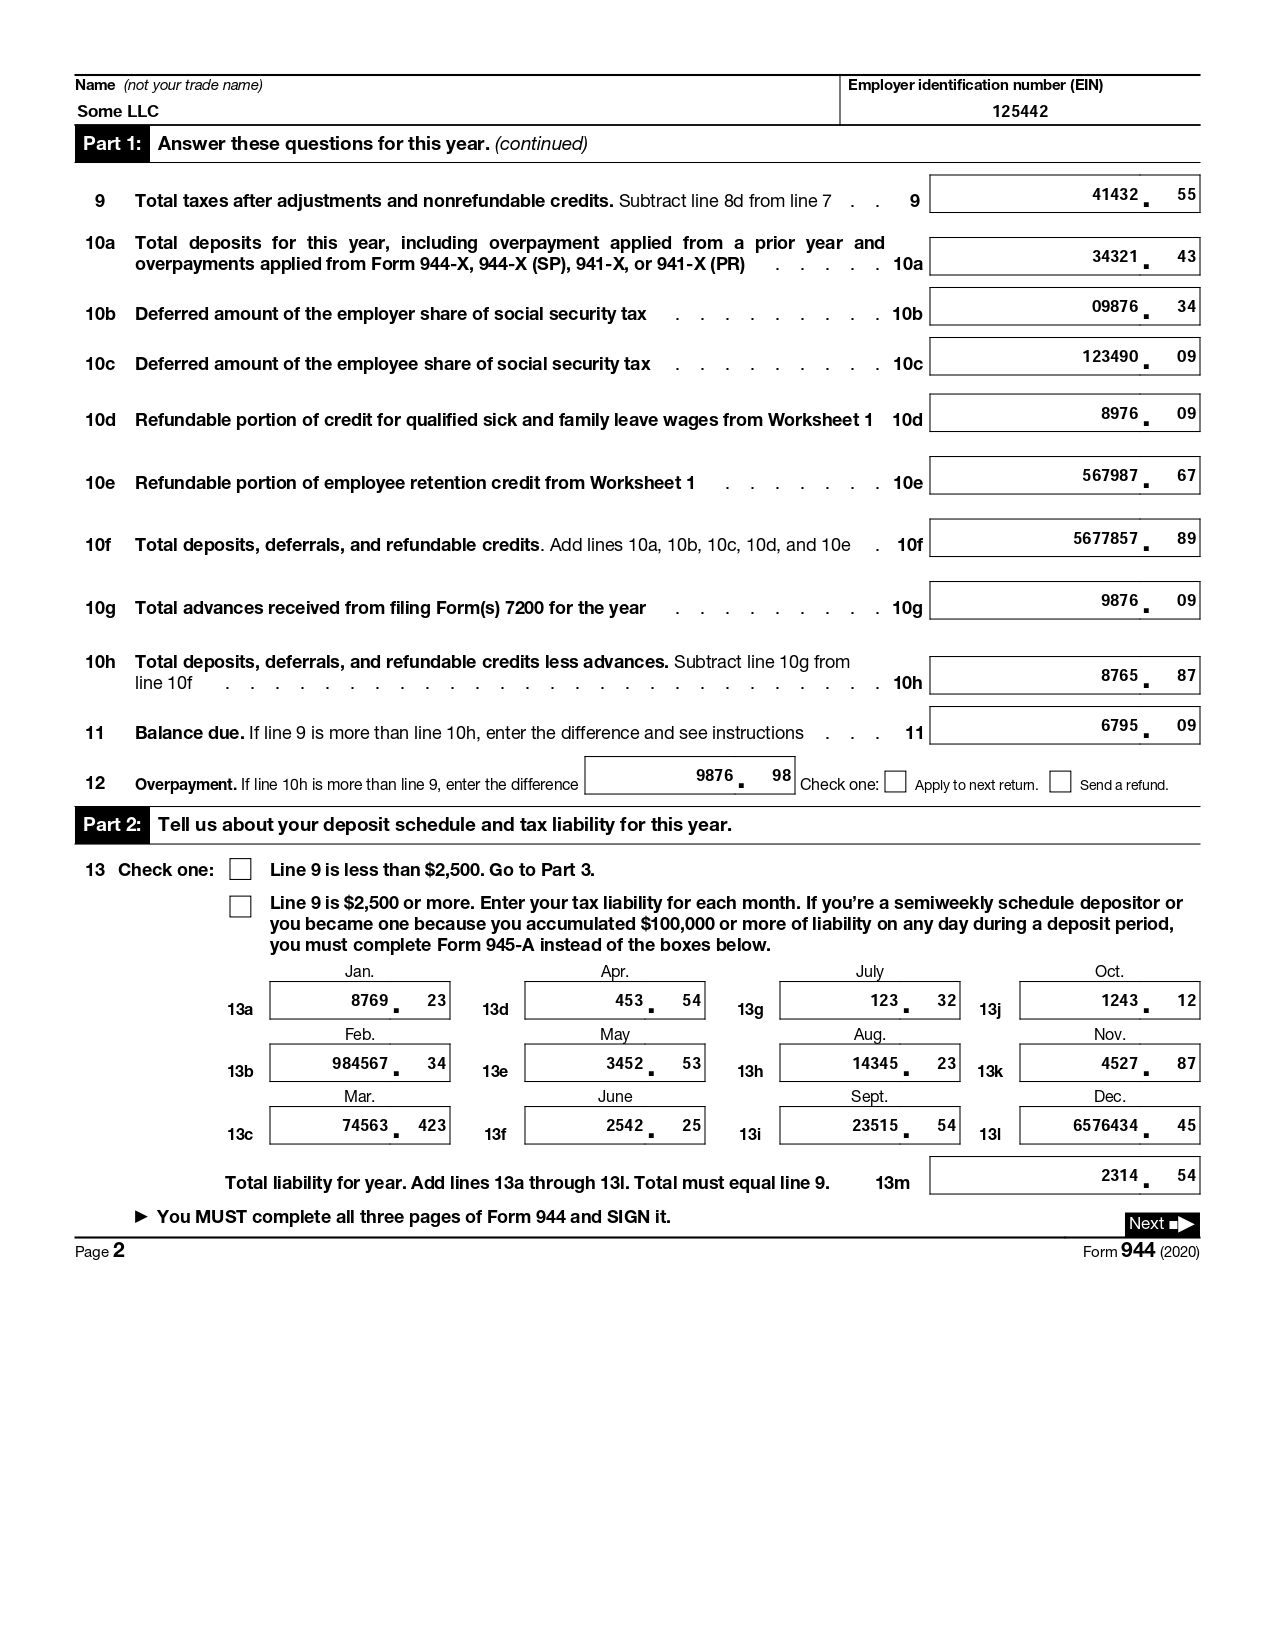 Name (not your trade name)
Employer identification number (EIN)
Some LLC
125442
Part 1: Answer these questions for this year. (continued)
9 Total taxes after adjustments and nonrefundable credits. Subtract line 8d from line 7 . . 9 41432 . 55
10a Total deposits for this year, including overpayment applied from a prior year and
overpayments applied from Form 944-X, 944-X (SP), 941-X, or 941-X (PR) . . . . . 10a 34321 . 43
10b Deferred amount of the employer share of social security tax . . . . . . . . . 10b 09876 . 34
10c Deferred amount of the employee share of social security tax . . . . . . . . . 10c 123490 . 09
10d Refundable portion of credit for qualified sick and family leave wages from Worksheet 1 10d 8976 . 09
10e Refundable portion of employee retention credit from Worksheet 1 . . . . . . . 10e 567987 . 67
10f Total deposits, deferrals, and refundable credits. Add lines 10a, 10b, 10c, 10d, and 10e . 10f 5677857 . 89
10g Total advances received from filing Form(s) 7200 for the year . . . . . . . . . 10g 9876 . 09
10h Total deposits, deferrals, and refundable credits less advances. Subtract line 10g from
line 10f . . . . . . . . . . . . . . . . . . . . . . . . . . . 10h 8765 . 87
11 Balance due. If line 9 is more than line 10h, enter the difference and see instructions . . . 11 6795 . 09
12 Overpayment. If line 10h is more than line 9, enter the difference 9876 . 98 Check one: Apply to next return. Send a refund.
Part 2: Tell us about your deposit schedule and tax liability for this year.
13 Check one: Line 9 is less than $2,500. Go to Part 3.
Line 9 is $2,500 or more. Enter your tax liability for each month. If you're a semiweekly schedule depositor or
you became one because you accumulated $100,000 or more of liability on any day during a deposit period,
you must complete Form 945-A instead of the boxes below.
Jan. Apr. July Oct.
13a 8769 . 23 13d 453 . 54 13g 123 . 32 13j 1243 . 12
Feb. May Aug. Nov.
13b 984567 . 34 13e 3452 . 53 13h 14345 . 23 13k 4527 . 87
Mar. June Sept. Dec.
13c 74563 . 423 13f 2542 . 25 13i 23515 . 54 13l 6576434 . 45
Total liability for year. Add lines 13a through 13l. Total must equal line 9. 13m 2314 . 54
► You MUST complete all three pages of Form 944 and SIGN it.
Next ■▶
Page 2
Form 944 (2020)